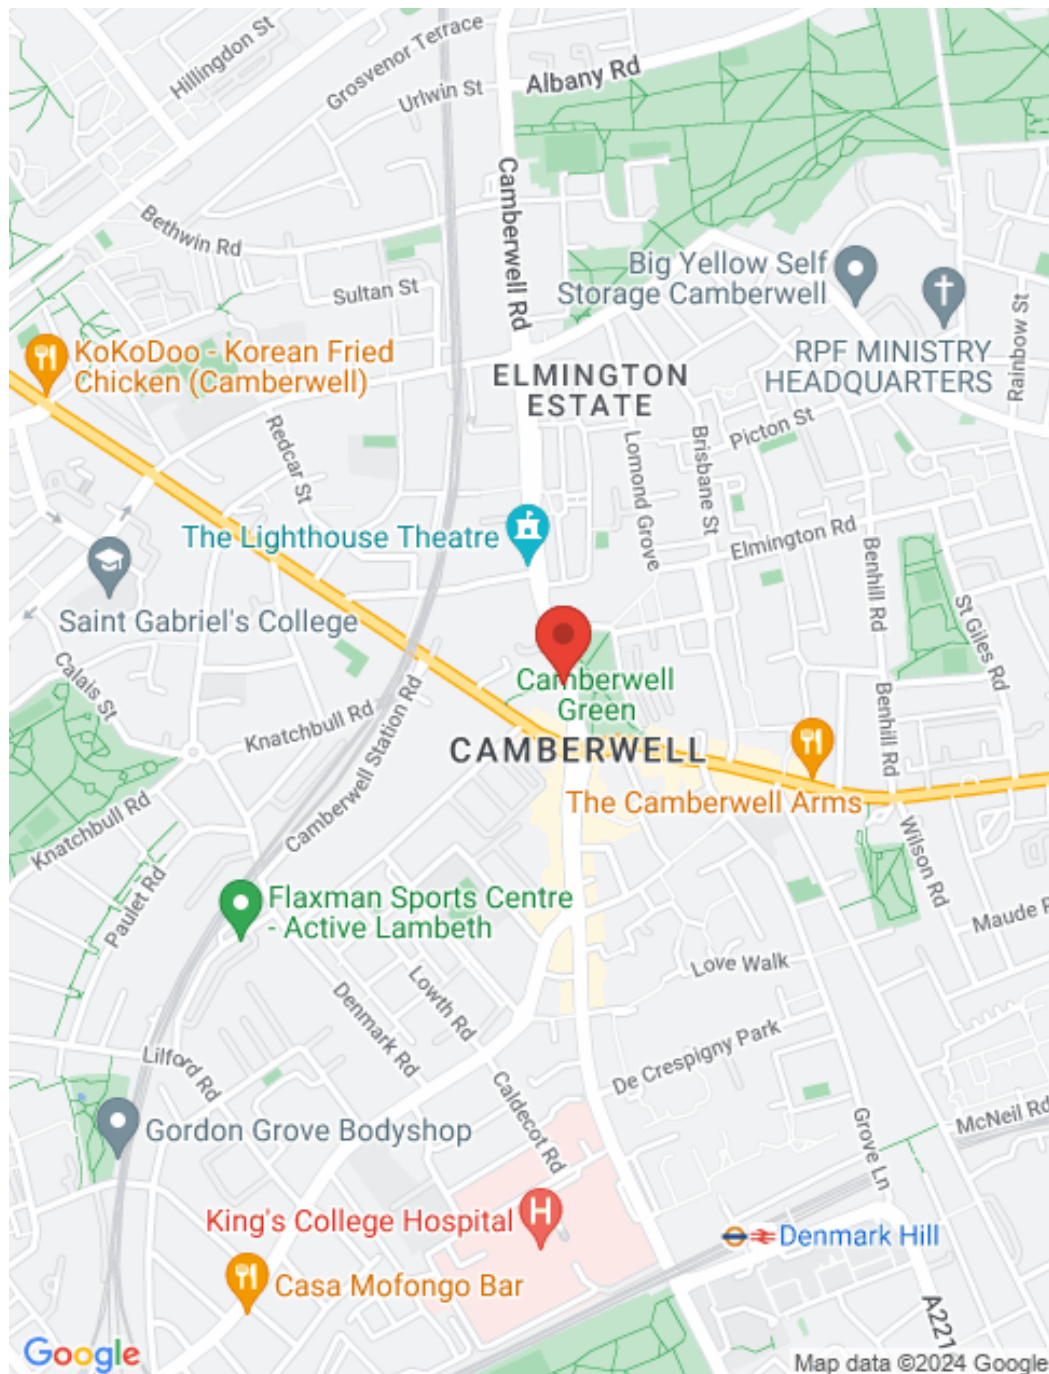 Hillingdon St
Grosvenor Terrace
Urlwin St
Albany Rd
Camberwell Rd
Bethwin Rd
Sultan St
Big Yellow Self
Storage Camberwell
RPF MINISTRY
HEADQUARTERS
Rainbow St
KoKoDoo - Korean Fried
Chicken (Camberwell)
ELMINGTON
ESTATE
Redcar St
Lomond Grove
Brisbane St
Picton St
The Lighthouse Theatre
Elmington Rd
Benhill Rd
St Giles Rd
Saint Gabriel's College
Calais St
Knatchbull Rd
Camberwell Station Rd
Camberwell
Green
CAMBERWELL
Benhill Rd
The Camberwell Arms
Knatchbull Rd
Paulet Rd
Wilson Rd
Flaxman Sports Centre
- Active Lambeth
Maude
Love Walk
Lowth Rd
Denmark Rd
De Crespigny Park
Lilford Rd
Caldecot Rd
Grove Ln
McNeil Rd
Gordon Grove Bodyshop
King's College Hospital
H
Denmark Hill
Casa Mofongo Bar
A221
Google
Map data ©2024 Google